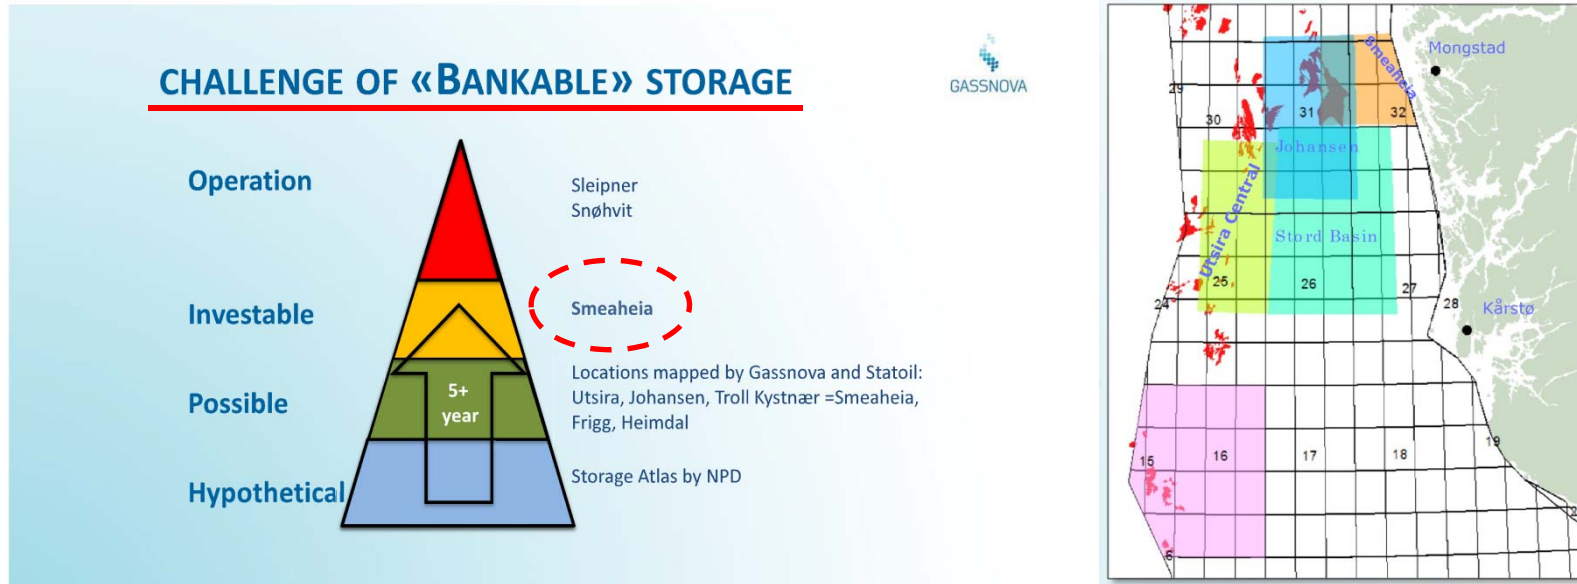 CHALLENGE OF «BANKABLE» STORAGE
GASSNOVA
Operation
Sleipner
Snøhvit
Investable
Smeaheia
Possible
5+
year
Locations mapped by Gassnova and Statoil:
Utsira, Johansen, Troll Kystnær =Smeaheia,
Frigg, Heimdal
Hypothetical
Storage Atlas by NPD
Smeaheia
Mongstad
29
30
31
32
Johansen
Utsira Central
Stord Basin
24
25
26
27
28
Kårstø
15
16
17
18
19